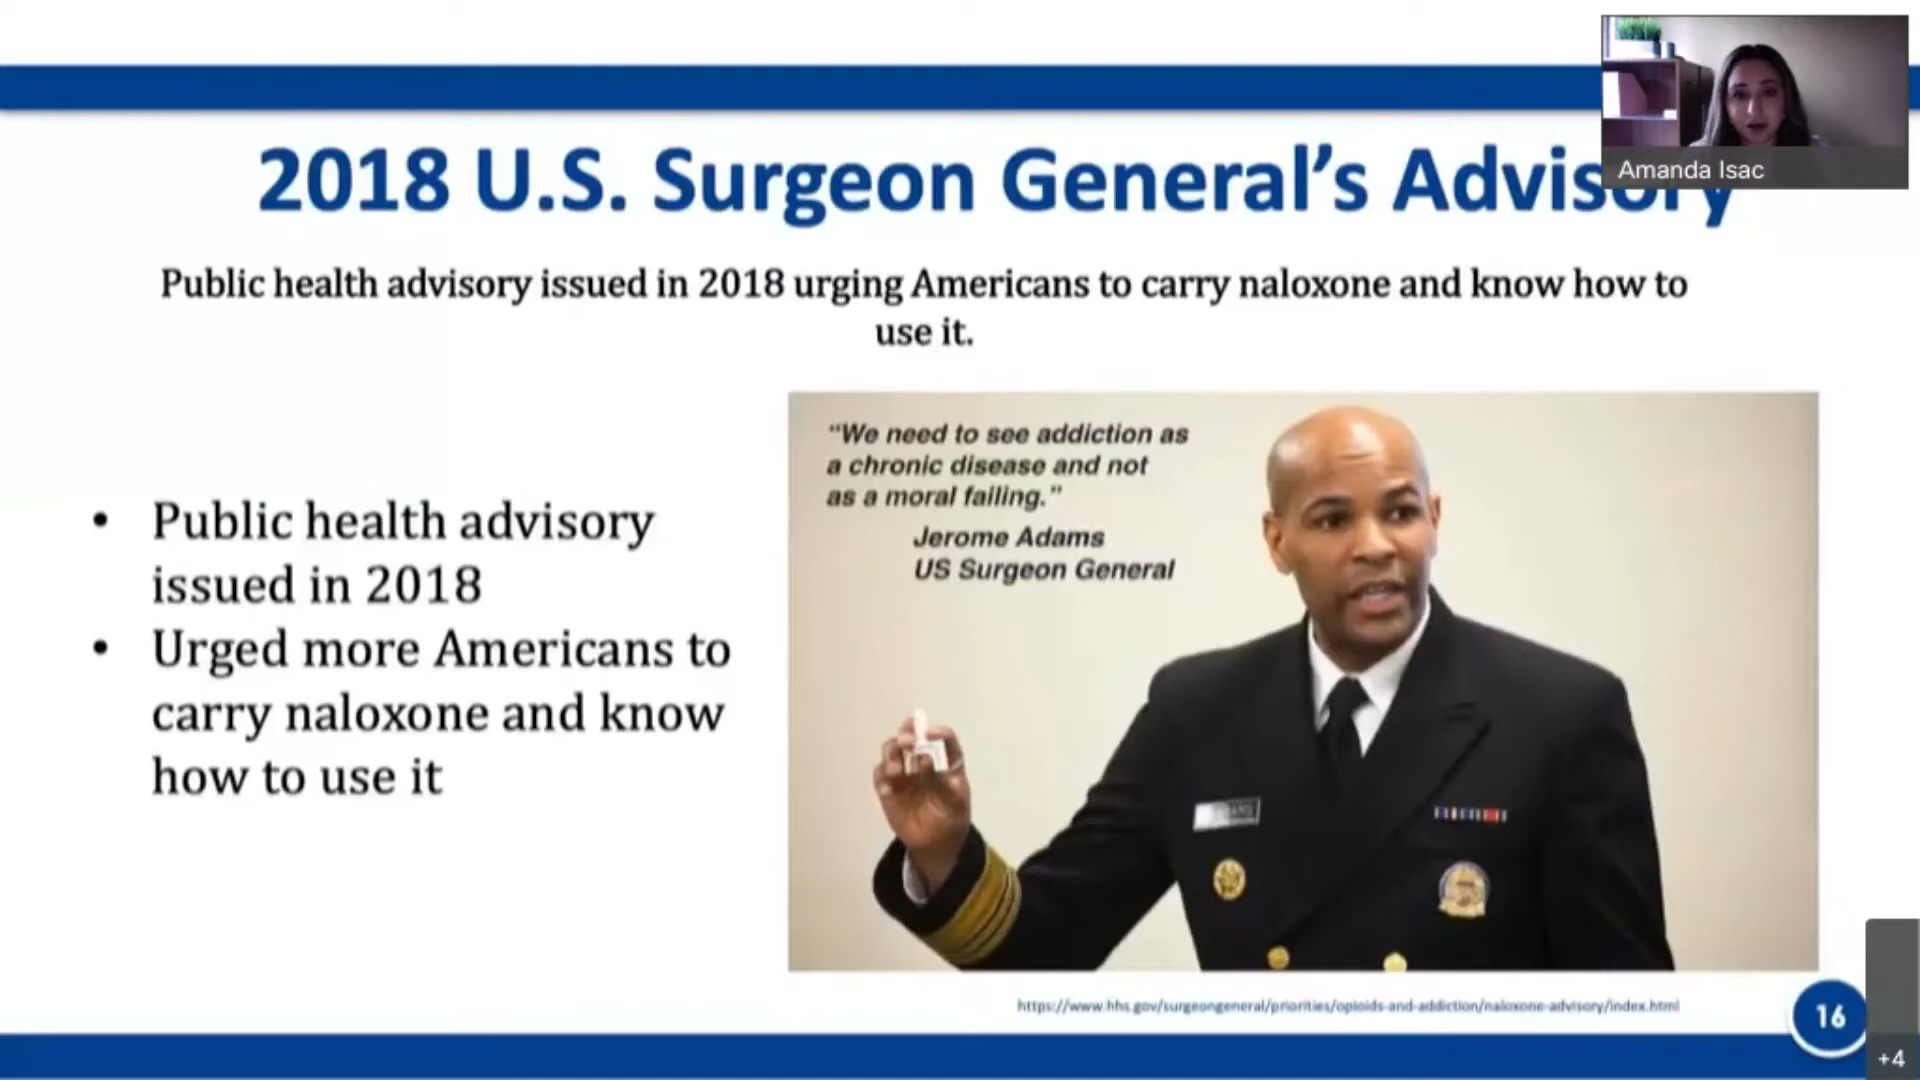 2018 U.S. Surgeon General's Advisory
Amanda Isac
Public health advisory issued in 2018 urging Americans to carry naloxone and know how to
use it.
• Public health advisory
issued in 2018
• Urged more Americans to
carry naloxone and know
how to use it
"We need to see addiction as
a chronic disease and not
as a moral failing."
Jerome Adams
US Surgeon General
https://www.hhs.gov/surgeongeneral/priorities/opioids-and-addiction/naloxone-advisory/index.html
16
+4